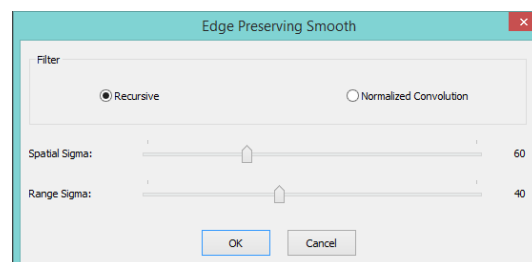 Edge Preserving Smooth
Filter
Recursive
Normalized Convolution
Spatial Sigma:
60
Range Sigma:
40
OK
Cancel